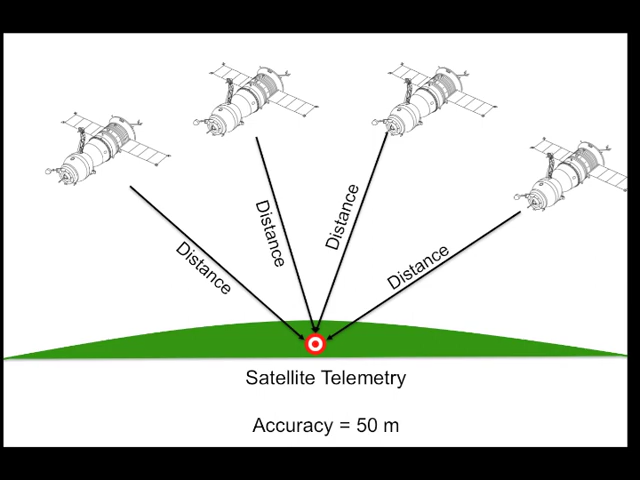 Distance
Distance
Distance
Distance
Satellite Telemetry
Accuracy = 50 m